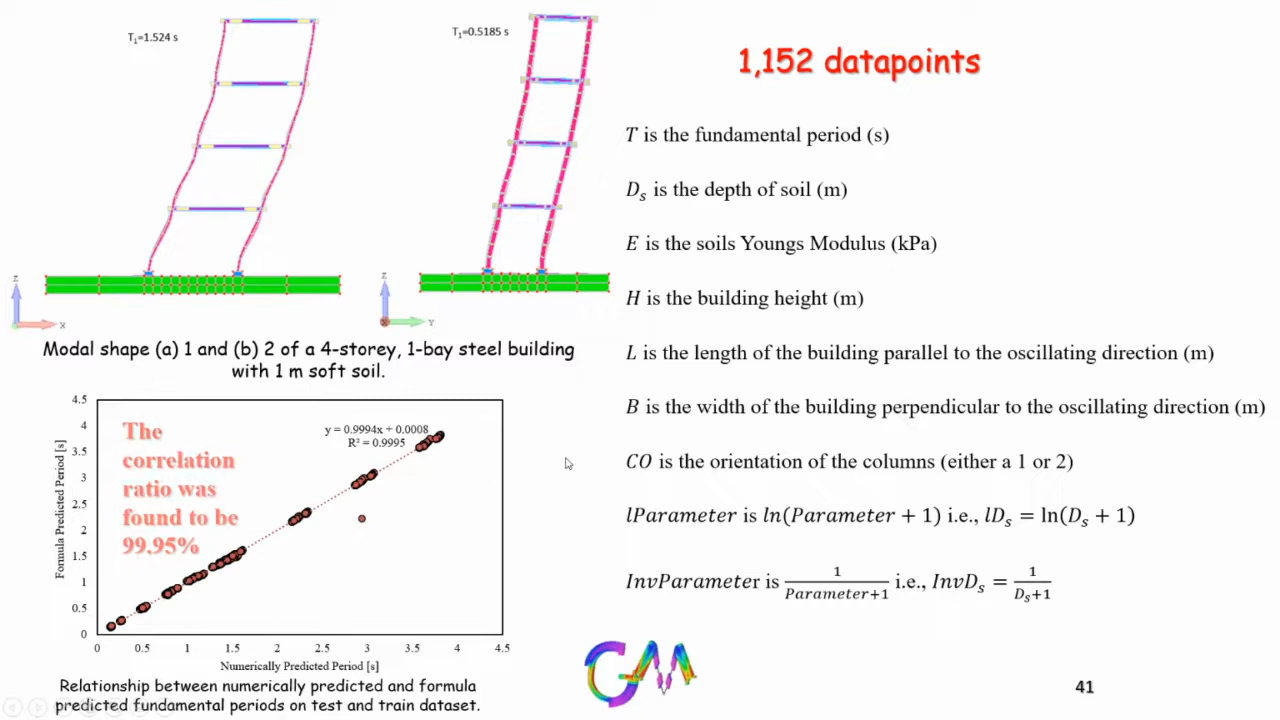 T₁=1.524 s
T₁=0.5185 s
Z
X
Z
X
Y
Modal shape (a) 1 and (b) 2 of a 4-storey, 1-bay steel building
with 1 m soft soil.
1,152 datapoints
T is the fundamental period (s)
Dₛ is the depth of soil (m)
E is the soils Youngs Modulus (kPa)
H is the building height (m)
L is the length of the building parallel to the oscillating direction (m)
B is the width of the building perpendicular to the oscillating direction (m)
CO is the orientation of the columns (either a 1 or 2)
lParameter is ln(Parameter + 1) i.e., lDₛ = ln(Dₛ + 1)
InvParameter is 1/(Parameter+1) i.e., InvDₛ = 1/(Dₛ+1)
The
correlation
ratio was
found to be
99.95%
y = 0.9994x + 0.0008
R² = 0.9995
Formula Predicted Period [s]
4.5
4
3.5
3
2.5
2
1.5
1
0.5
0
0 0.5 1 1.5 2 2.5 3 3.5 4 4.5
Numerically Predicted Period [s]
Relationship between numerically predicted and formula
predicted fundamental periods on test and train dataset.
GM
41